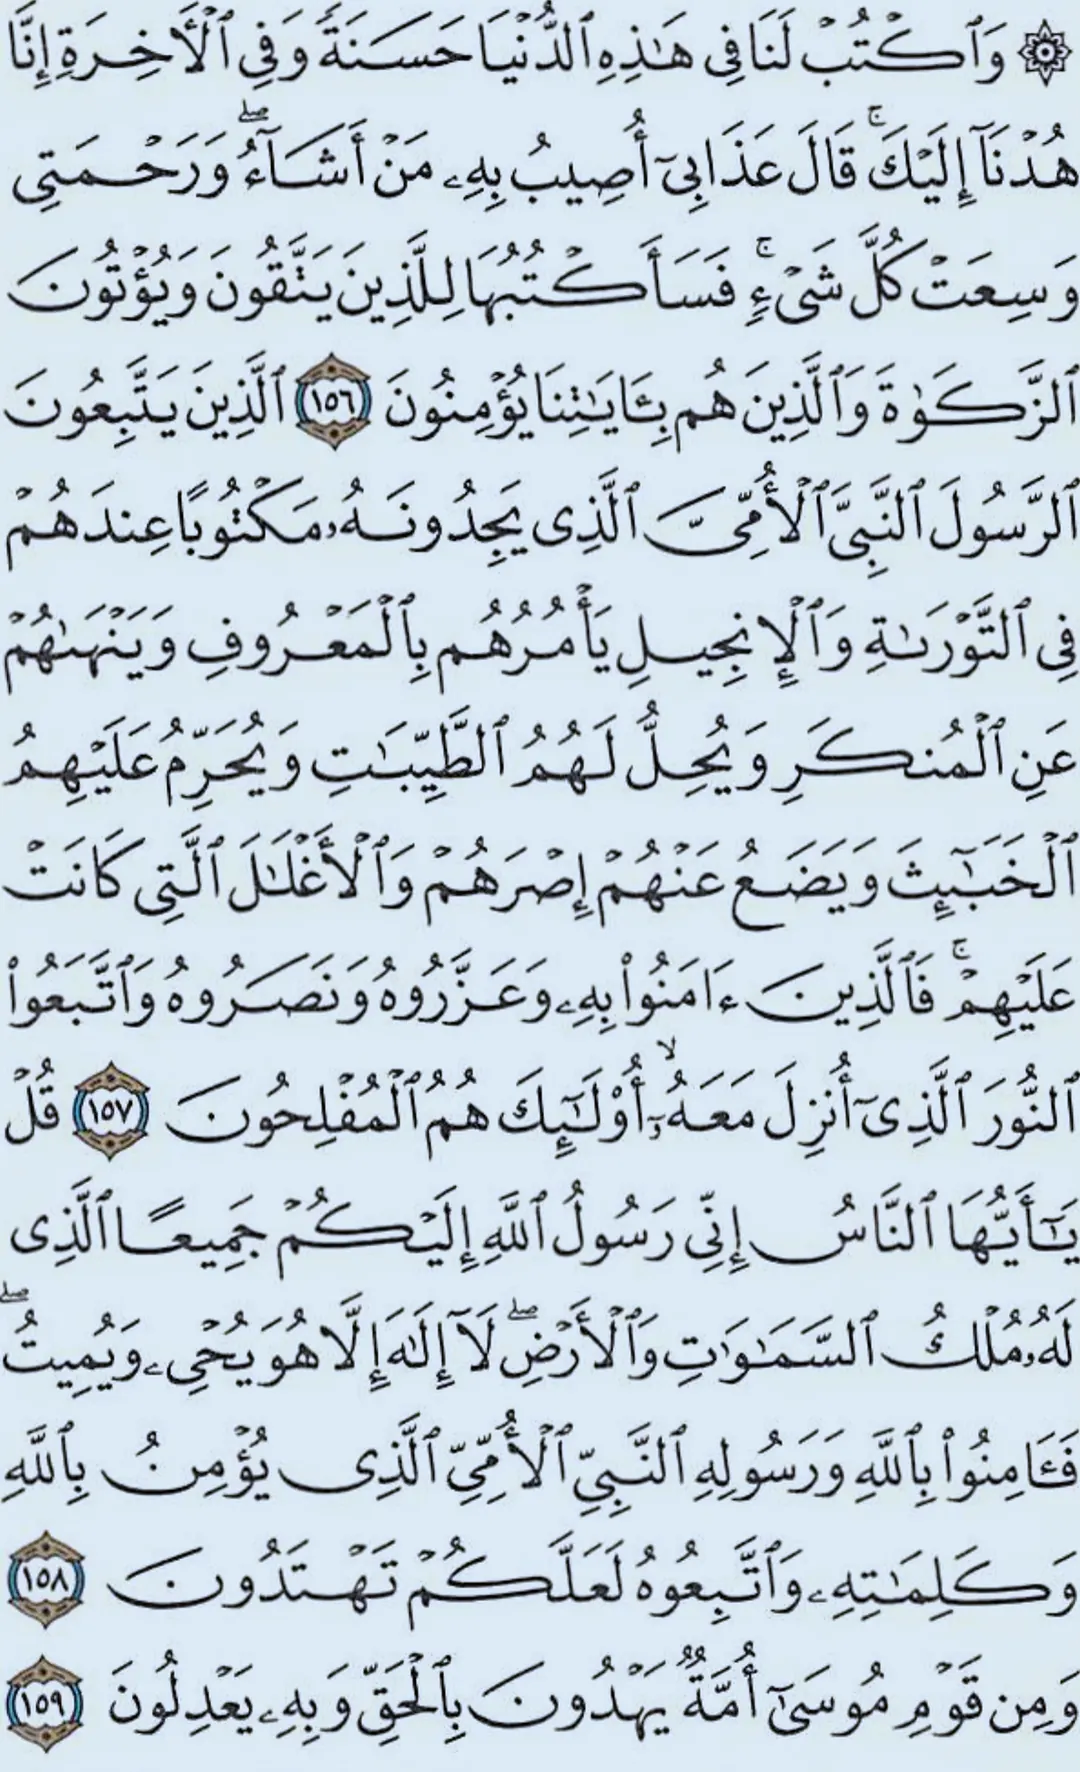 ۞ وَٱكۡتُبۡ لَنَا فِي هَٰذِهِ ٱلدُّنۡيَا حَسَنَةٗ وَفِي ٱلۡأٓخِرَةِ إِنَّا
هُدۡنَآ إِلَيۡكَۚ قَالَ عَذَابِيٓ أُصِيبُ بِهِۦ مَنۡ أَشَآءُۖ وَرَحۡمَتِي
وَسِعَتۡ كُلَّ شَيۡءٖۚ فَسَأَكۡتُبُهَا لِلَّذِينَ يَتَّقُونَ وَيُؤۡتُونَ
ٱلزَّكَوٰةَ وَٱلَّذِينَ هُم بِـَٔايَٰتِنَا يُؤۡمِنُونَ ١٥٦ ٱلَّذِينَ يَتَّبِعُونَ
ٱلرَّسُولَ ٱلنَّبِيَّ ٱلۡأُمِّيَّ ٱلَّذِي يَجِدُونَهُۥ مَكۡتُوبًا عِندَهُمۡ
فِي ٱلتَّوۡرَىٰةِ وَٱلۡإِنجِيلِ يَأۡمُرُهُم بِٱلۡمَعۡرُوفِ وَيَنۡهَىٰهُمۡ
عَنِ ٱلۡمُنكَرِ وَيُحِلُّ لَهُمُ ٱلطَّيِّبَٰتِ وَيُحَرِّمُ عَلَيۡهِمُ
ٱلۡخَبَٰٓئِثَ وَيَضَعُ عَنۡهُمۡ إِصۡرَهُمۡ وَٱلۡأَغۡلَٰلَ ٱلَّتِي كَانَتۡ
عَلَيۡهِمۡۚ فَٱلَّذِينَ ءَامَنُواْ بِهِۦ وَعَزَّرُوهُ وَنَصَرُوهُ وَٱتَّبَعُواْ
ٱلنُّورَ ٱلَّذِيٓ أُنزِلَ مَعَهُۥٓۙ أُوْلَٰٓئِكَ هُمُ ٱلۡمُفۡلِحُونَ ١٥٧ قُلۡ
يَٰٓأَيُّهَا ٱلنَّاسُ إِنِّي رَسُولُ ٱللَّهِ إِلَيۡكُمۡ جَمِيعًا ٱلَّذِي
لَهُۥ مُلۡكُ ٱلسَّمَٰوَٰتِ وَٱلۡأَرۡضِۖ لَآ إِلَٰهَ إِلَّا هُوَ يُحۡيِۦ وَيُمِيتُۖ
فَـَٔامِنُواْ بِٱللَّهِ وَرَسُولِهِ ٱلنَّبِيِّ ٱلۡأُمِّيِّ ٱلَّذِي يُؤۡمِنُ بِٱللَّهِ
وَكَلِمَٰتِهِۦ وَٱتَّبِعُوهُ لَعَلَّكُمۡ تَهۡتَدُونَ ١٥٨
وَمِن قَوۡمِ مُوسَىٰٓ أُمَّةٞ يَهۡدُونَ بِٱلۡحَقِّ وَبِهِۦ يَعۡدِلُونَ ١٥٩